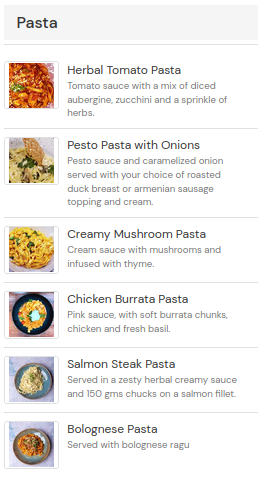 Pasta
Herbal Tomato Pasta
Tomato sauce with a mix of diced
aubergine, zucchini and a sprinkle of
herbs.
Pesto Pasta with Onions
Pesto sauce and caramelized onion
served with your choice of roasted
duck breast or armenian sausage
topping and cream.
Creamy Mushroom Pasta
Cream sauce with mushrooms and
infused with thyme.
Chicken Burrata Pasta
Pink sauce, with soft burrata chunks,
chicken and fresh basil.
Salmon Steak Pasta
Served in a zesty herbal creamy sauce
and 150 gms chucks on a salmon fillet.
Bolognese Pasta
Served with bolognese ragu